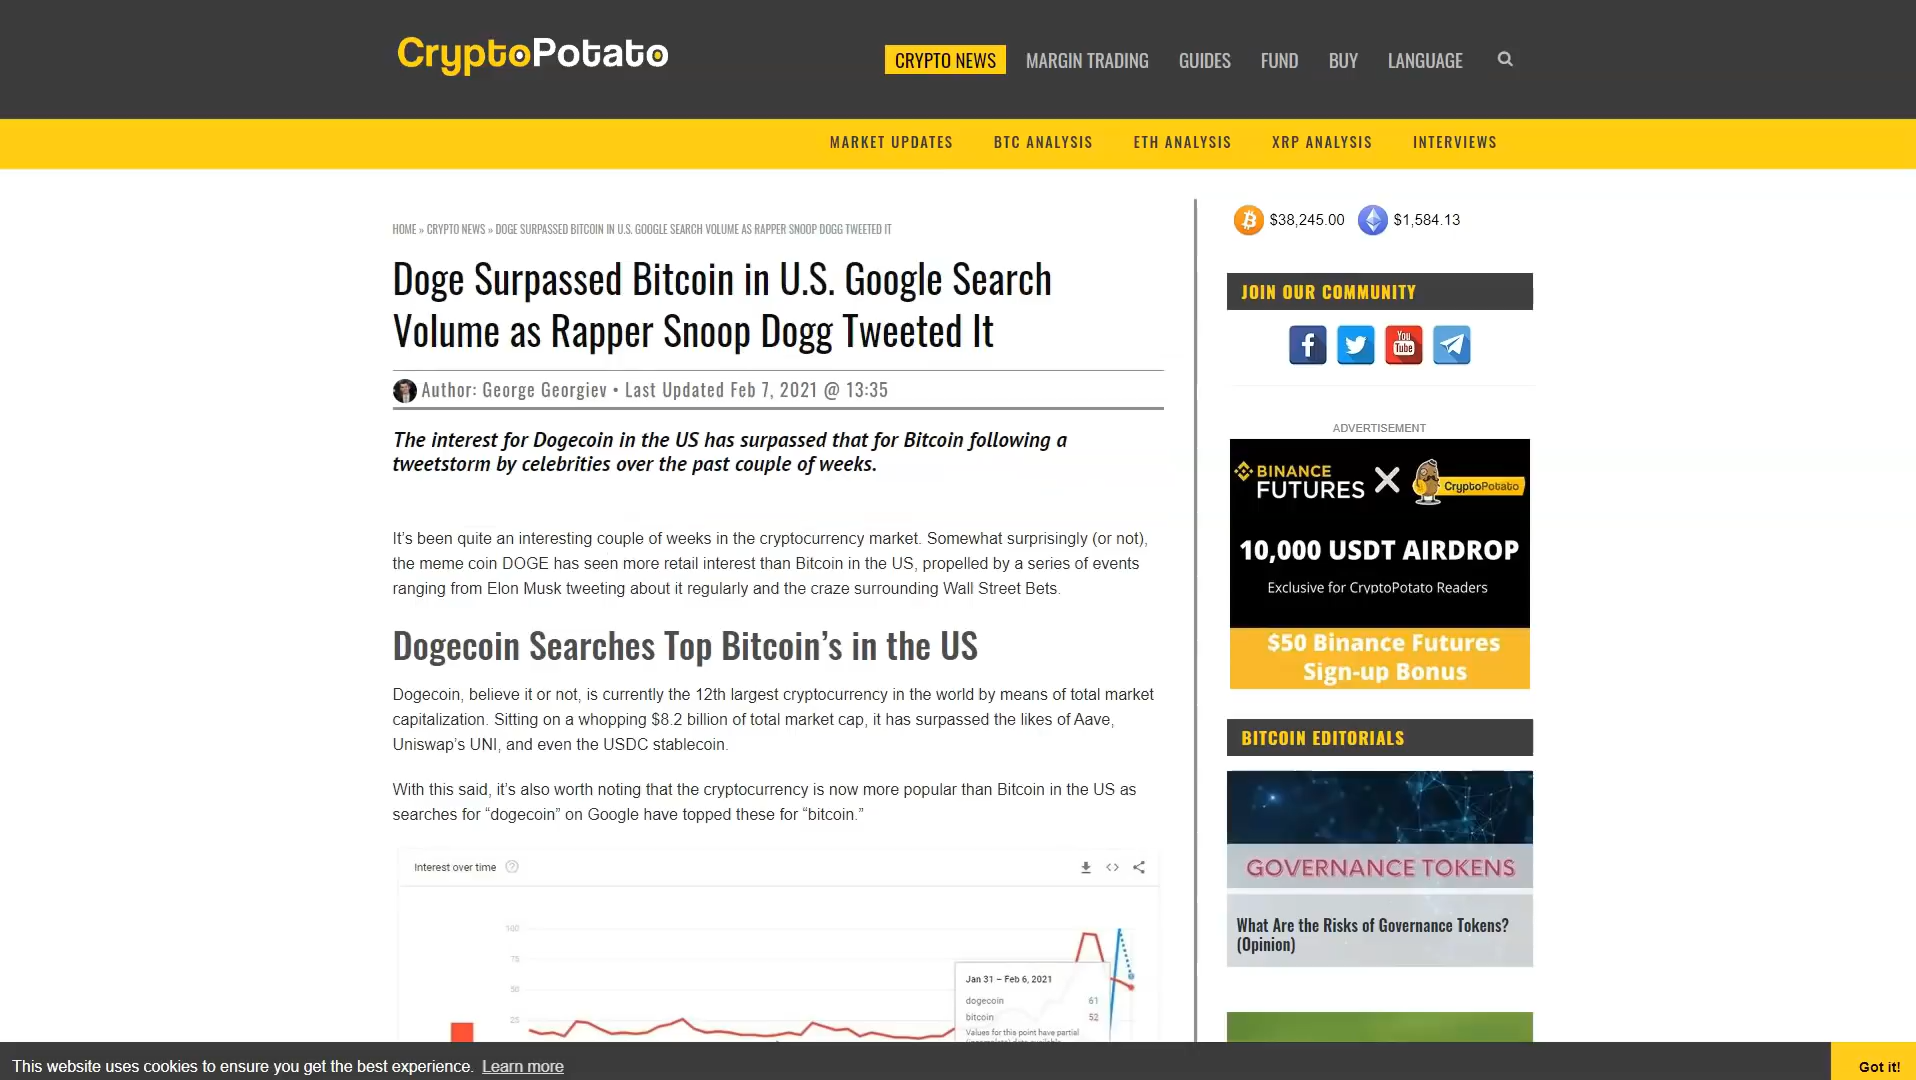 CryptoPotato
CRYPTO NEWS MARGIN TRADING GUIDES FUND BUY LANGUAGE
MARKET UPDATES BTC ANALYSIS ETH ANALYSIS XRP ANALYSIS INTERVIEWS
HOME » CRYPTO NEWS » DOGE SURPASSED BITCOIN IN U.S. GOOGLE SEARCH VOLUME AS RAPPER SNOOP DOGG TWEETED IT
Doge Surpassed Bitcoin in U.S. Google Search
Volume as Rapper Snoop Dogg Tweeted It
Author: George Georgiev • Last Updated Feb 7, 2021 @ 13:35
The interest for Dogecoin in the US has surpassed that for Bitcoin following a
tweetstorm by celebrities over the past couple of weeks.
It’s been quite an interesting couple of weeks in the cryptocurrency market. Somewhat surprisingly (or not),
the meme coin DOGE has seen more retail interest than Bitcoin in the US, propelled by a series of events
ranging from Elon Musk tweeting about it regularly and the craze surrounding Wall Street Bets.
Dogecoin Searches Top Bitcoin’s in the US
Dogecoin, believe it or not, is currently the 12th largest cryptocurrency in the world by means of total market
capitalization. Sitting on a whopping $8.2 billion of total market cap, it has surpassed the likes of Aave,
Uniswap’s UNI, and even the USDC stablecoin.
With this said, it’s also worth noting that the cryptocurrency is now more popular than Bitcoin in the US as
searches for “dogecoin” on Google have topped these for “bitcoin.”
Interest over time
100
75
50
25
Jan 31 – Feb 6, 2021
dogecoin 61
bitcoin 52
Values for this point have partial
(incomplete) data available
$38,245.00 $1,584.13
JOIN OUR COMMUNITY
You Tube
ADVERTISEMENT
BINANCE
FUTURES X CryptoPotato
10,000 USDT AIRDROP
Exclusive for CryptoPotato Readers
$50 Binance Futures
Sign-up Bonus
BITCOIN EDITORIALS
GOVERNANCE TOKENS
What Are the Risks of Governance Tokens?
(Opinion)
This website uses cookies to ensure you get the best experience. Learn more
Got it!